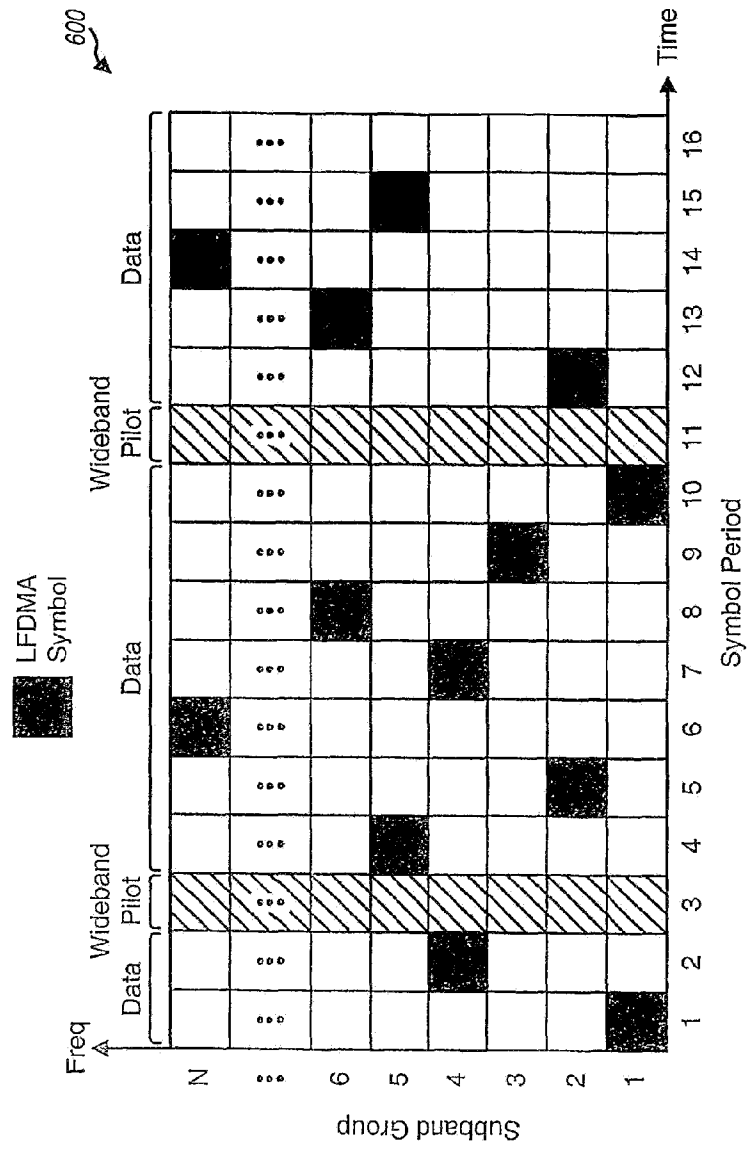 600
LFDMA
Symbol
Freq
Wideband
Wideband
Data
Pilot
Data
Pilot
Data
N
...
6
5
4
3
2
1
Subband Group
1 2 3 4 5 6 7 8 9 10 11 12 13 14 15 16
Time
Symbol Period